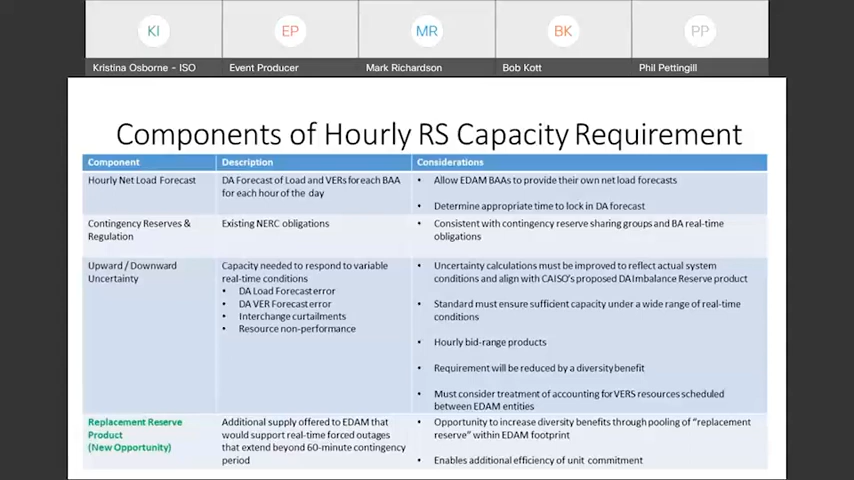 KI
EP
MR
BK
PP
Kristina Osborne - ISO
Event Producer
Mark Richardson
Bob Kott
Phil Pettingill
Components of Hourly RS Capacity Requirement
Component
Description
Considerations
Hourly Net Load Forecast
DA Forecast of Load and VERs for each BAA
for each hour of the day
• Allow EDAM BAAs to provide their own net load forecasts
• Determine appropriate time to lock in DA forecast
Contingency Reserves &
Regulation
Existing NERC obligations
• Consistent with contingency reserve sharing groups and BA real-time
obligations
Upward / Downward
Uncertainty
Capacity needed to respond to variable
real-time conditions
• DA Load Forecast error
• DA VER Forecast error
• Interchange curtailments
• Resource non-performance
• Uncertainty calculations must be improved to reflect actual system
conditions and align with CAISO's proposed DA Imbalance Reserve product
• Standard must ensure sufficient capacity under a wide range of real-time
conditions
• Hourly bid-range products
• Requirement will be reduced by a diversity benefit
• Must consider treatment of accounting for VERS resources scheduled
between EDAM entities
Replacement Reserve
Product
(New Opportunity)
Additional supply offered to EDAM that
would support real-time forced outages
that extend beyond 60-minute contingency
period
• Opportunity to increase diversity benefits through pooling of "replacement
reserve" within EDAM footprint
• Enables additional efficiency of unit commitment